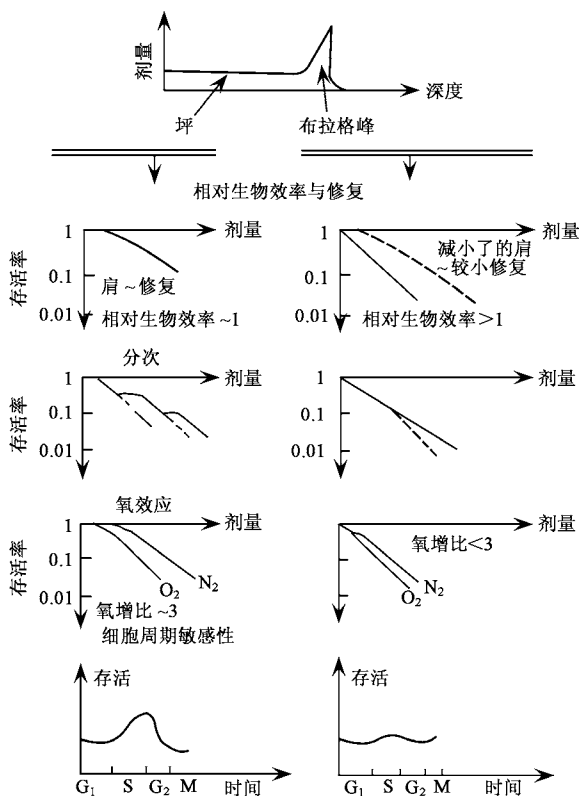 剂量
深度
坪
布拉格峰
相对生物效率与修复
1
剂量
0.1
0.01
存活率
肩~修复
相对生物效率~1
1
剂量
0.1
0.01
减小了的肩
~较小修复
相对生物效率>1
分次
1
剂量
0.1
0.01
存活率
1
剂量
0.1
0.01
氧效应
1
剂量
0.1
0.01
存活率
O₂
N₂
氧增比~3
1
剂量
氧增比<3
N₂
O₂
细胞周期敏感性
存活
G₁ S G₂ M 时间
存活
G₁ S G₂ M 时间